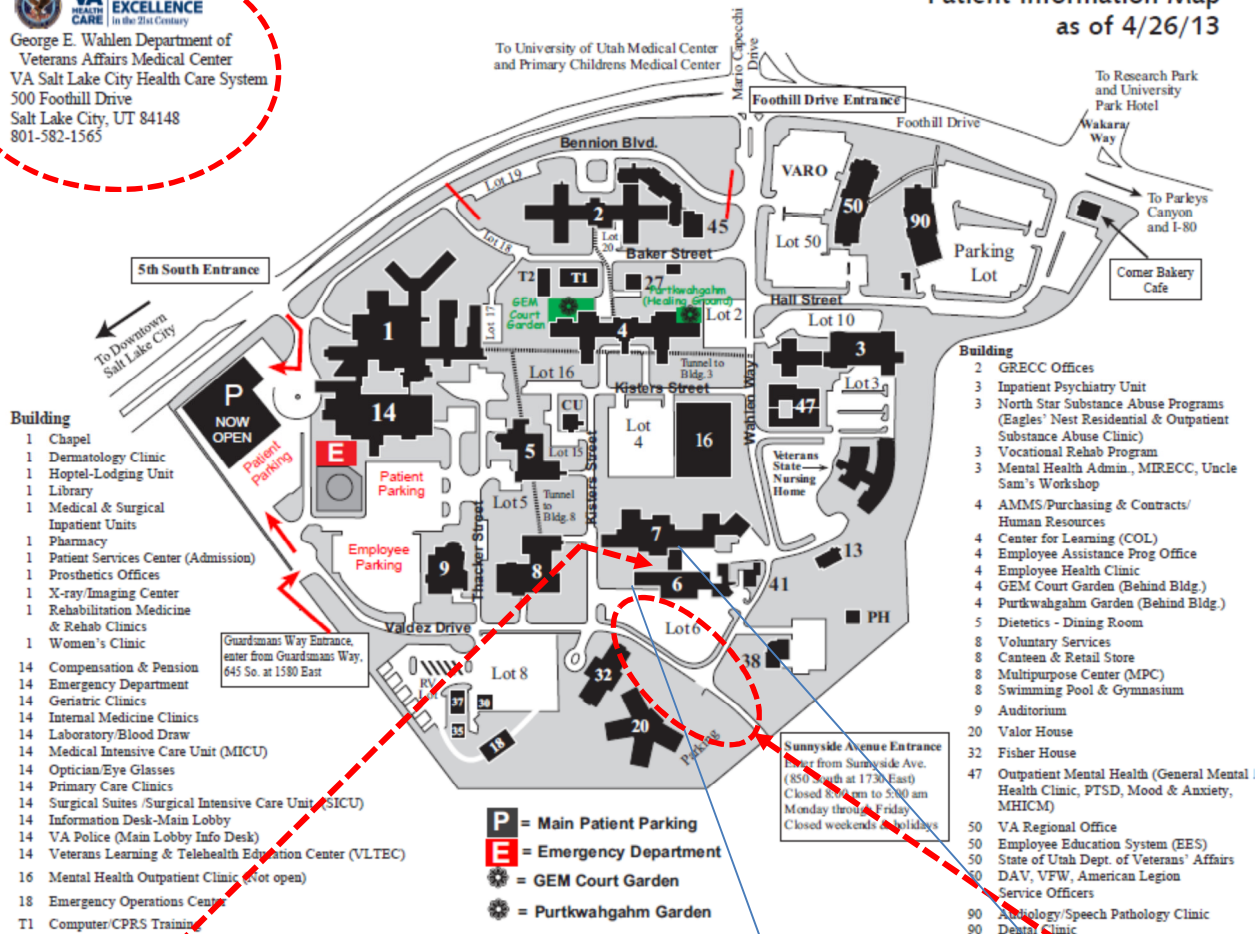 HEALTH CARE
EXCELLENCE
in the 21st Century
George E. Wahlen Department of
Veterans Affairs Medical Center
VA Salt Lake City Health Care System
500 Foothill Drive
Salt Lake City, UT 84148
801-582-1565
Patient Information Map
as of 4/26/13
To University of Utah Medical Center
and Primary Childrens Medical Center
Mario Capecchi
Drive
Foothill Drive Entrance
Foothill Drive
To Research Park
and University
Park Hotel
Wakara
Way
To Parleys
Canyon
and I-80
Corner Bakery
Cafe
Bennion Blvd.
Lot 19
VARO
50
90
2
45
Lot 18
Lot
20
Lot 50
Parking
Lot
Baker Street
5th South Entrance
To Downtown
Salt Lake City
T2
T1
27
Purtkwahgahm
(Healing Ground)
GEM
Court
Garden
Hall Street
Lot 2
Lot 10
Lot 17
1
4
3
Tunnel to
Bldg.3
Lot 16
Kisters Street
Lot 3
Wahlen Way
P
NOW
OPEN
Patient
Parking
14
CU
Lot
4
16
47
E
5
Lot 15
Patient
Parking
Veterans
State
Nursing
Home
Lot 5
Tunnel
to
Bldg.8
Kisters Street
7
Employee
Parking
9
Thacker Street
8
6
13
41
PH
Valdez Drive
Lot 6
Guardsmans Way Entrance,
enter from Guardsmans Way,
645 So. at 1580 East
RV
Lot
Lot 8
37
30
35
18
32
20
38
Parking
Sunnyside Avenue Entrance
Enter from Sunnyside Ave.
(850 South at 1730 East)
Closed 8:00 pm to 5:00 am
Monday through Friday
Closed weekends & holidays
Building
1 Chapel
1 Dermatology Clinic
1 Hoptel-Lodging Unit
1 Library
1 Medical & Surgical
Inpatient Units
1 Pharmacy
1 Patient Services Center (Admission)
1 Prosthetics Offices
1 X-ray/Imaging Center
1 Rehabilitation Medicine
& Rehab Clinics
1 Women's Clinic
14 Compensation & Pension
14 Emergency Department
14 Geriatric Clinics
14 Internal Medicine Clinics
14 Laboratory/Blood Draw
14 Medical Intensive Care Unit (MICU)
14 Optician/Eye Glasses
14 Primary Care Clinics
14 Surgical Suites /Surgical Intensive Care Unit (SICU)
14 Information Desk-Main Lobby
14 VA Police (Main Lobby Info Desk)
14 Veterans Learning & Telehealth Education Center (VLTEC)
16 Mental Health Outpatient Clinic (Not open)
18 Emergency Operations Center
T1 Computer/CPRS Training
P = Main Patient Parking
E = Emergency Department
= GEM Court Garden
= Purtkwahgahm Garden
Building
2 GRECC Offices
3 Inpatient Psychiatry Unit
3 North Star Substance Abuse Programs
(Eagles' Nest Residential & Outpatient
Substance Abuse Clinic)
3 Vocational Rehab Program
3 Mental Health Admin., MIRECC, Uncle
Sam's Workshop
4 AMMS/Purchasing & Contracts/
Human Resources
4 Center for Learning (COL)
4 Employee Assistance Prog Office
4 Employee Health Clinic
4 GEM Court Garden (Behind Bldg.)
4 Purtkwahgahm Garden (Behind Bldg.)
5 Dietetics - Dining Room
8 Voluntary Services
8 Canteen & Retail Store
8 Multipurpose Center (MPC)
8 Swimming Pool & Gymnasium
9 Auditorium
20 Valor House
32 Fisher House
47 Outpatient Mental Health (General Mental
Health Clinic, PTSD, Mood & Anxiety,
MHICM)
50 VA Regional Office
50 Employee Education System (EES)
50 State of Utah Dept. of Veterans' Affairs
50 DAV, VFW, American Legion
Service Officers
90 Audiology/Speech Pathology Clinic
90 Dental Clinic